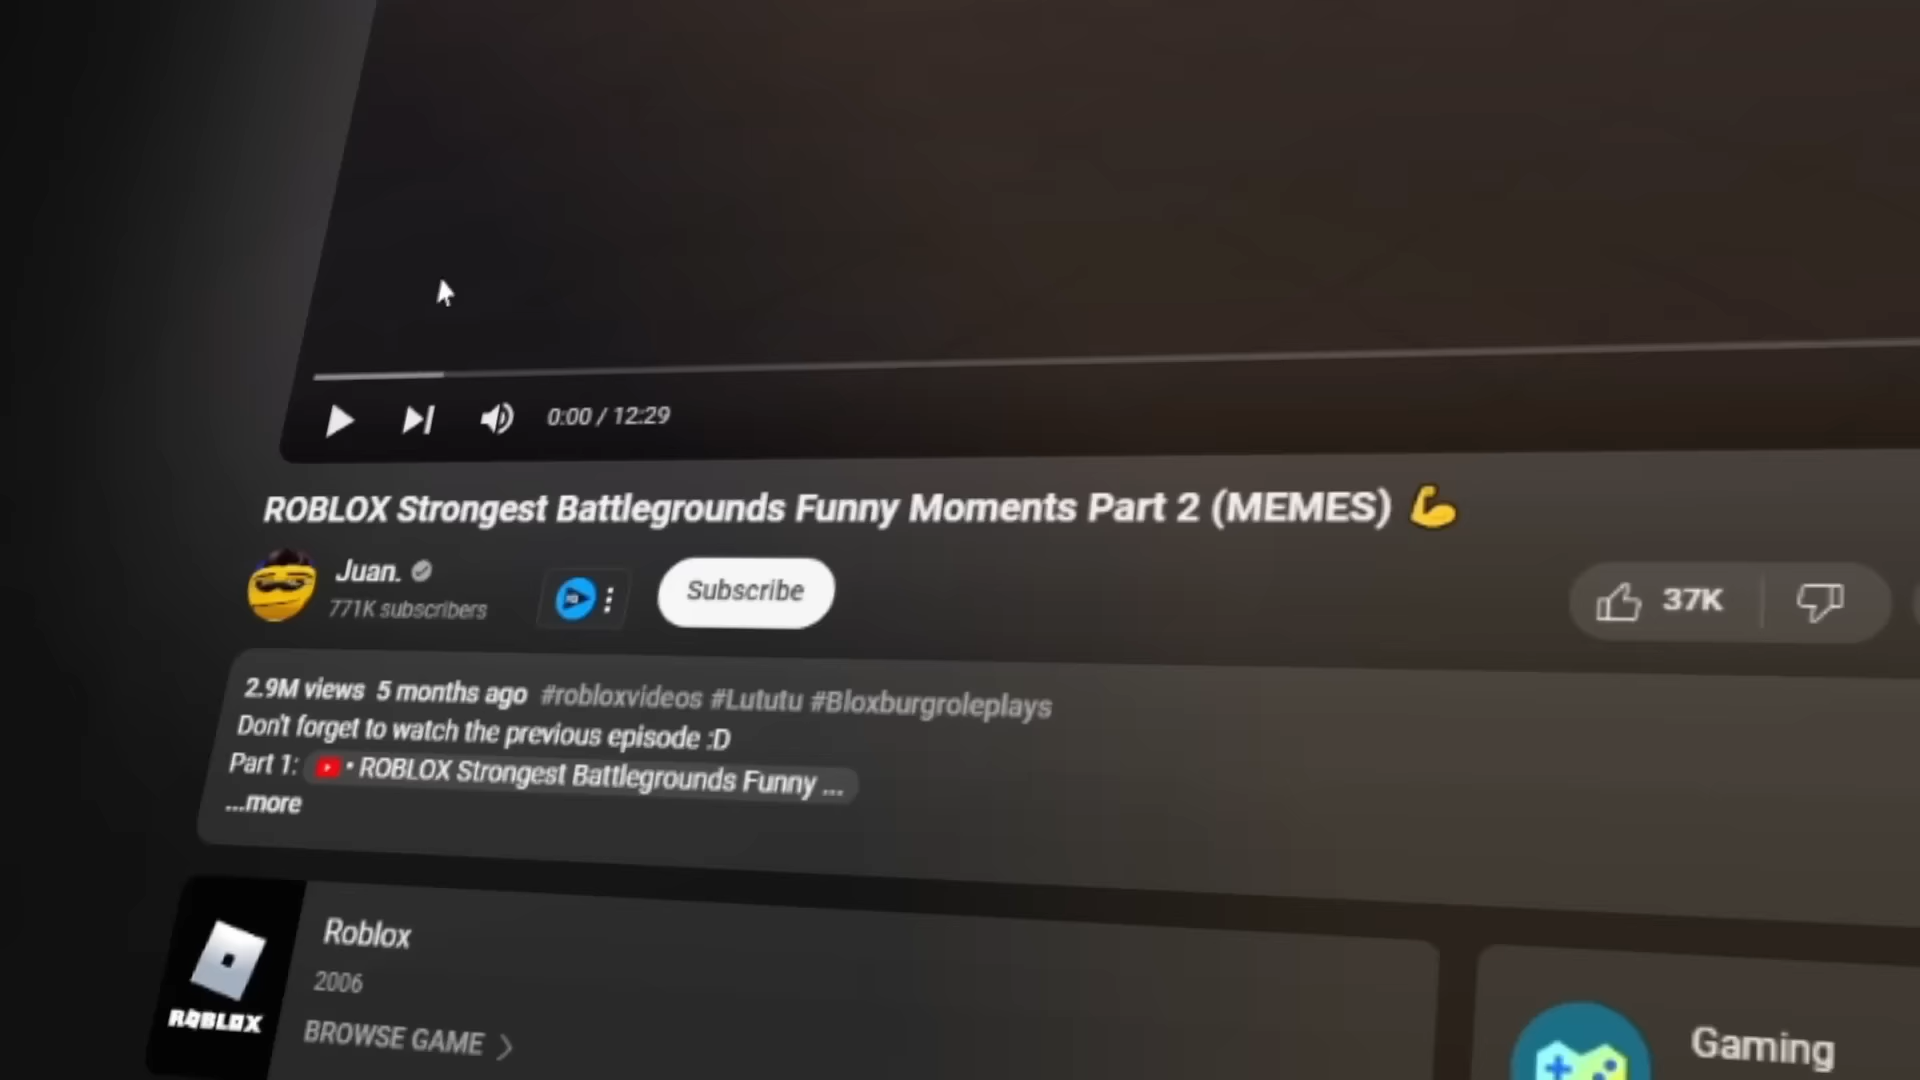 0:00 / 12:29
ROBLOX Strongest Battlegrounds Funny Moments Part 2 (MEMES) 💪
Juan.
771K subscribers
Subscribe
37K
2.9M views 5 months ago #robloxvideos #Lututu #Bloxburgroleplays
Don't forget to watch the previous episode :D
Part 1: • ROBLOX Strongest Battlegrounds Funny ...
...more
ROBLOX
Roblox
2006
BROWSE GAME
Gaming